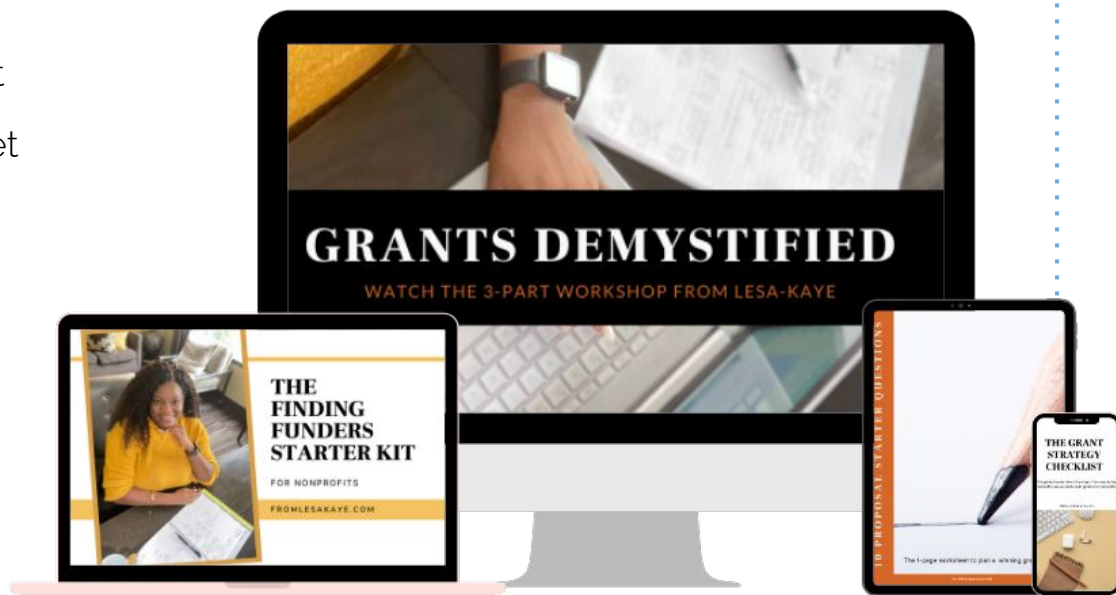 t
et
GRANTS DEMYSTIFIED
WATCH THE 3-PART WORKSHOP FROM LESA-KAYE
THE
FINDING
FUNDERS
STARTER KIT
FOR NONPROFITS
FROMLESAKAYE.COM
10 PROPOSAL STARTER QUESTIONS
The 1-page worksheet to plan a winning
THE GRANT
STRATEGY
CHECKLIST